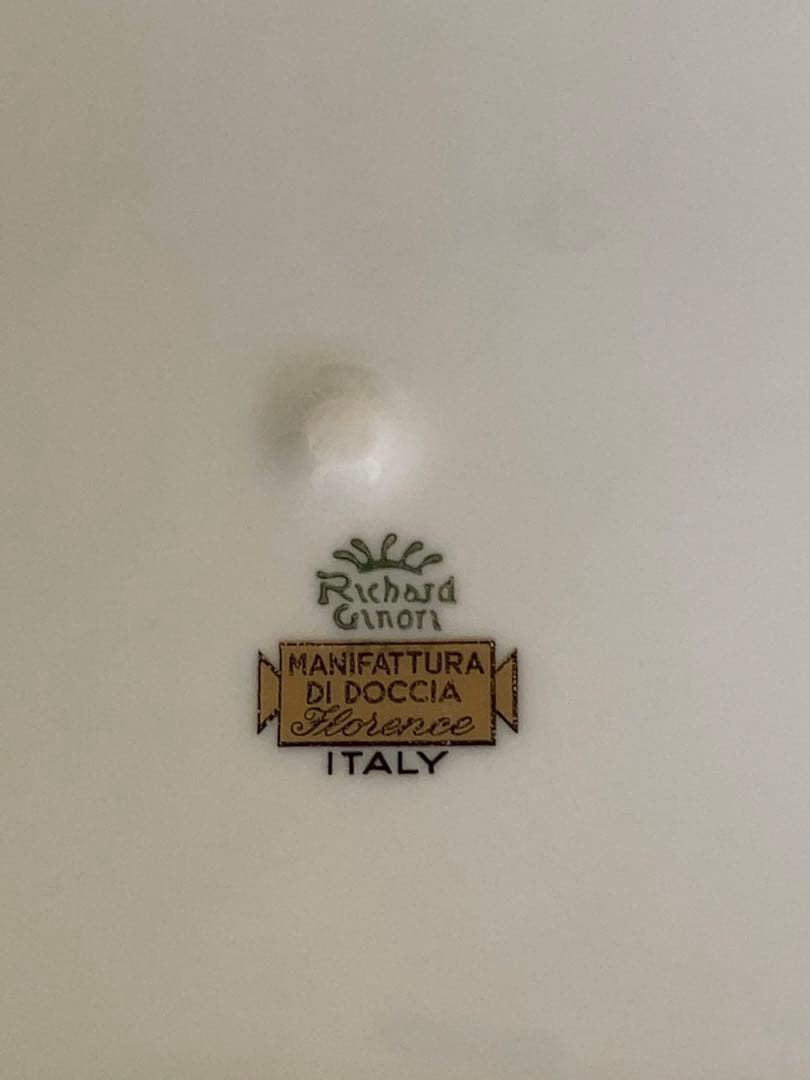 Richard
Ginori
MANIFATTURA
DI DOCCIA
Florence
ITALY